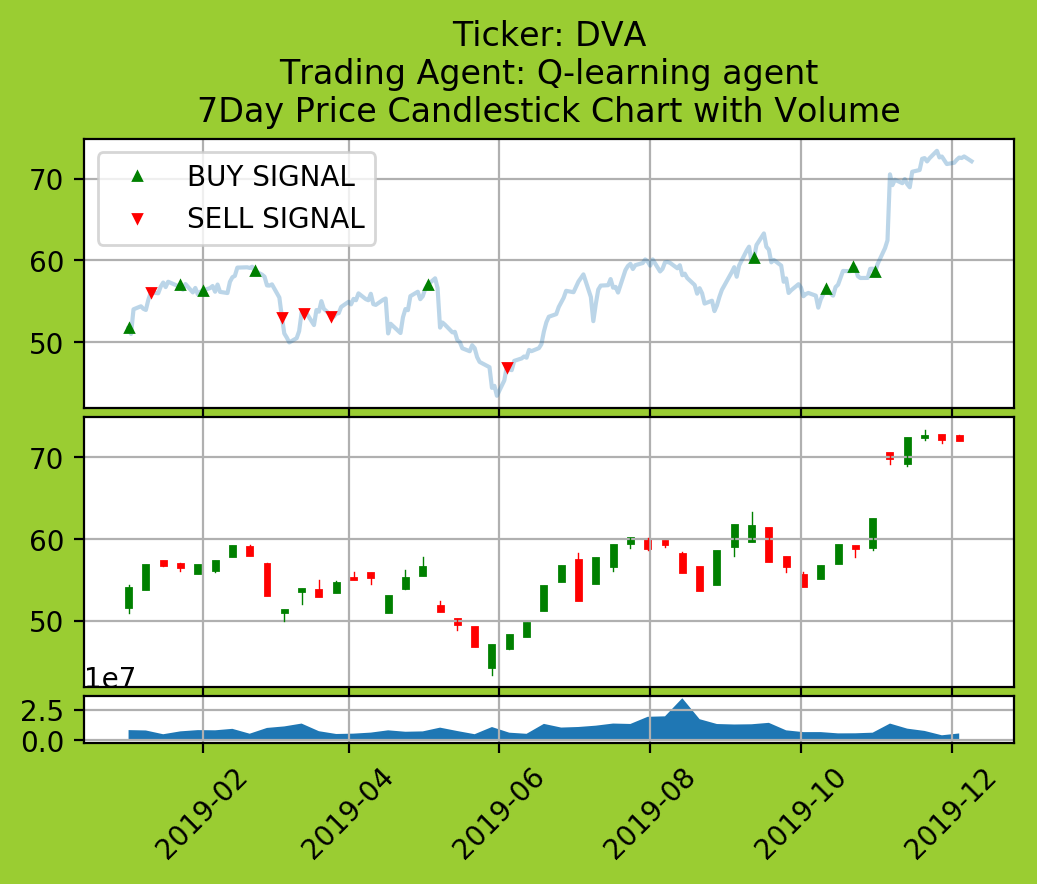 Ticker: DVA
Trading Agent: Q-learning agent
7Day Price Candlestick Chart with Volume
BUY SIGNAL
SELL SIGNAL
70
60
50
70
60
50
1e7
2.5
0.0
2019-02
2019-04
2019-06
2019-08
2019-10
2019-12